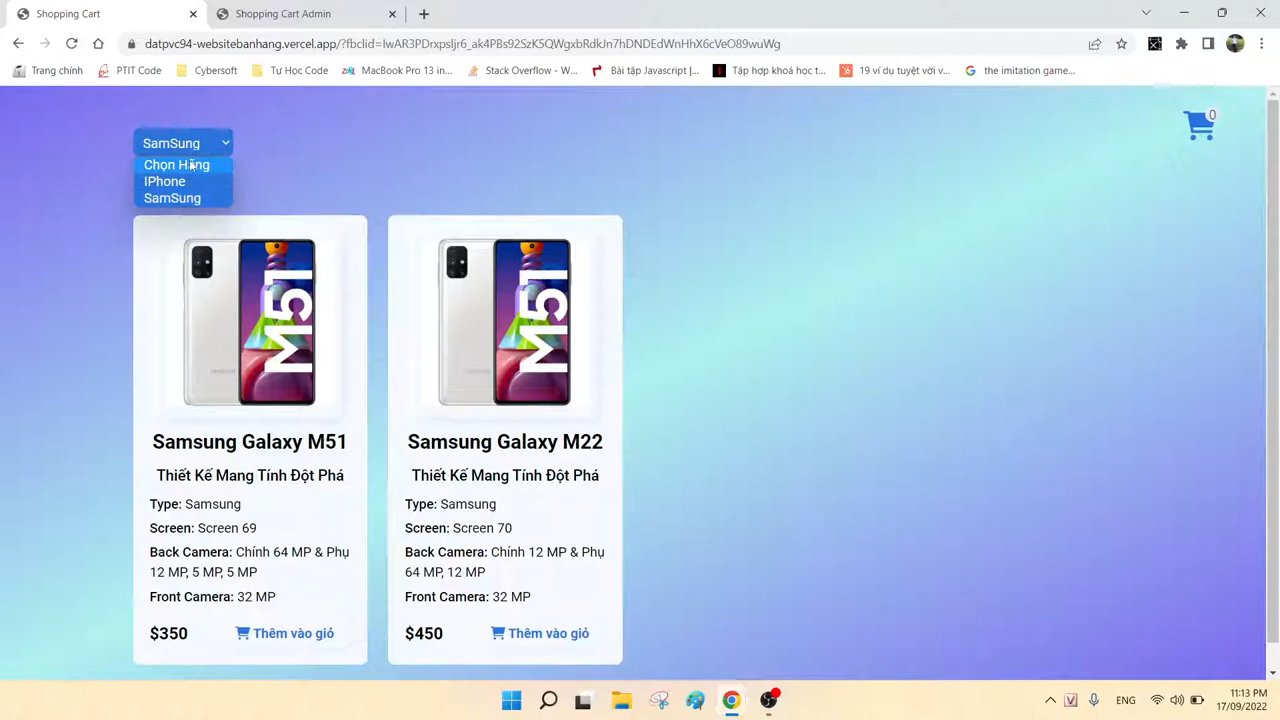 Shopping Cart
Shopping Cart Admin
datpvc94-websitebanhang.vercel.app/?fbclid=IwAR3PDrxpsJjr6_ak4PBs92SzK5QWgxbRdkJn7hDNDEdWnHhX6cVeO89wuWg
Trang chính
PTIT Code
Cybersoft
Tự Học Code
MacBook Pro 13 in...
Stack Overflow - W...
Bài tập Javascript |...
Tập hợp khoá học t...
19 ví dụ tuyệt vời v...
the imitation game...
0
SamSung
Chọn Hãng
IPhone
SamSung
M51
Samsung Galaxy M51
Thiết Kế Mang Tính Đột Phá
Type: Samsung
Screen: Screen 69
Back Camera: Chính 64 MP & Phụ
12 MP, 5 MP, 5 MP
Front Camera: 32 MP
$350
Thêm vào giỏ
M51
Samsung Galaxy M22
Thiết Kế Mang Tính Đột Phá
Type: Samsung
Screen: Screen 70
Back Camera: Chính 12 MP & Phụ
64 MP, 12 MP
Front Camera: 32 MP
$450
Thêm vào giỏ
V
ENG
11:13 PM
17/09/2022